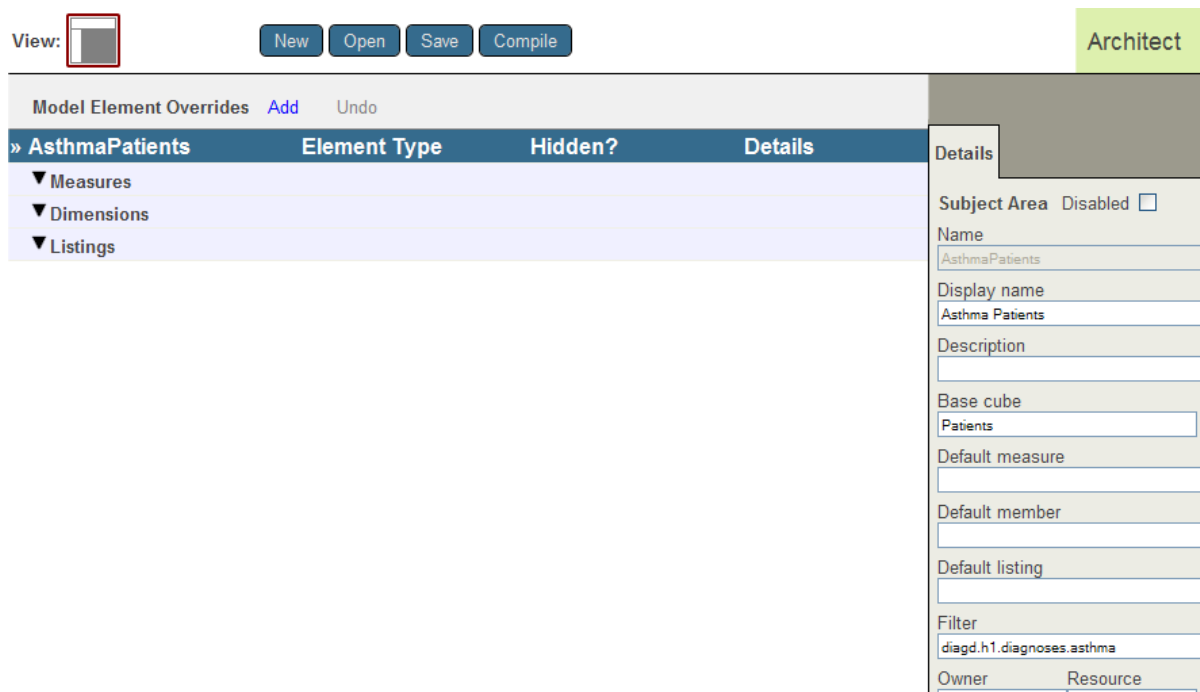 View: New Open Save Compile Architect
Model Element Overrides Add Undo
» AsthmaPatients Element Type Hidden? Details
Measures
Dimensions
Listings
Details
Subject Area Disabled
Name
AsthmaPatients
Display name
Asthma Patients
Description
Base cube
Patients
Default measure
Default member
Default listing
Filter
diagd.h1.diagnoses.asthma
Owner Resource